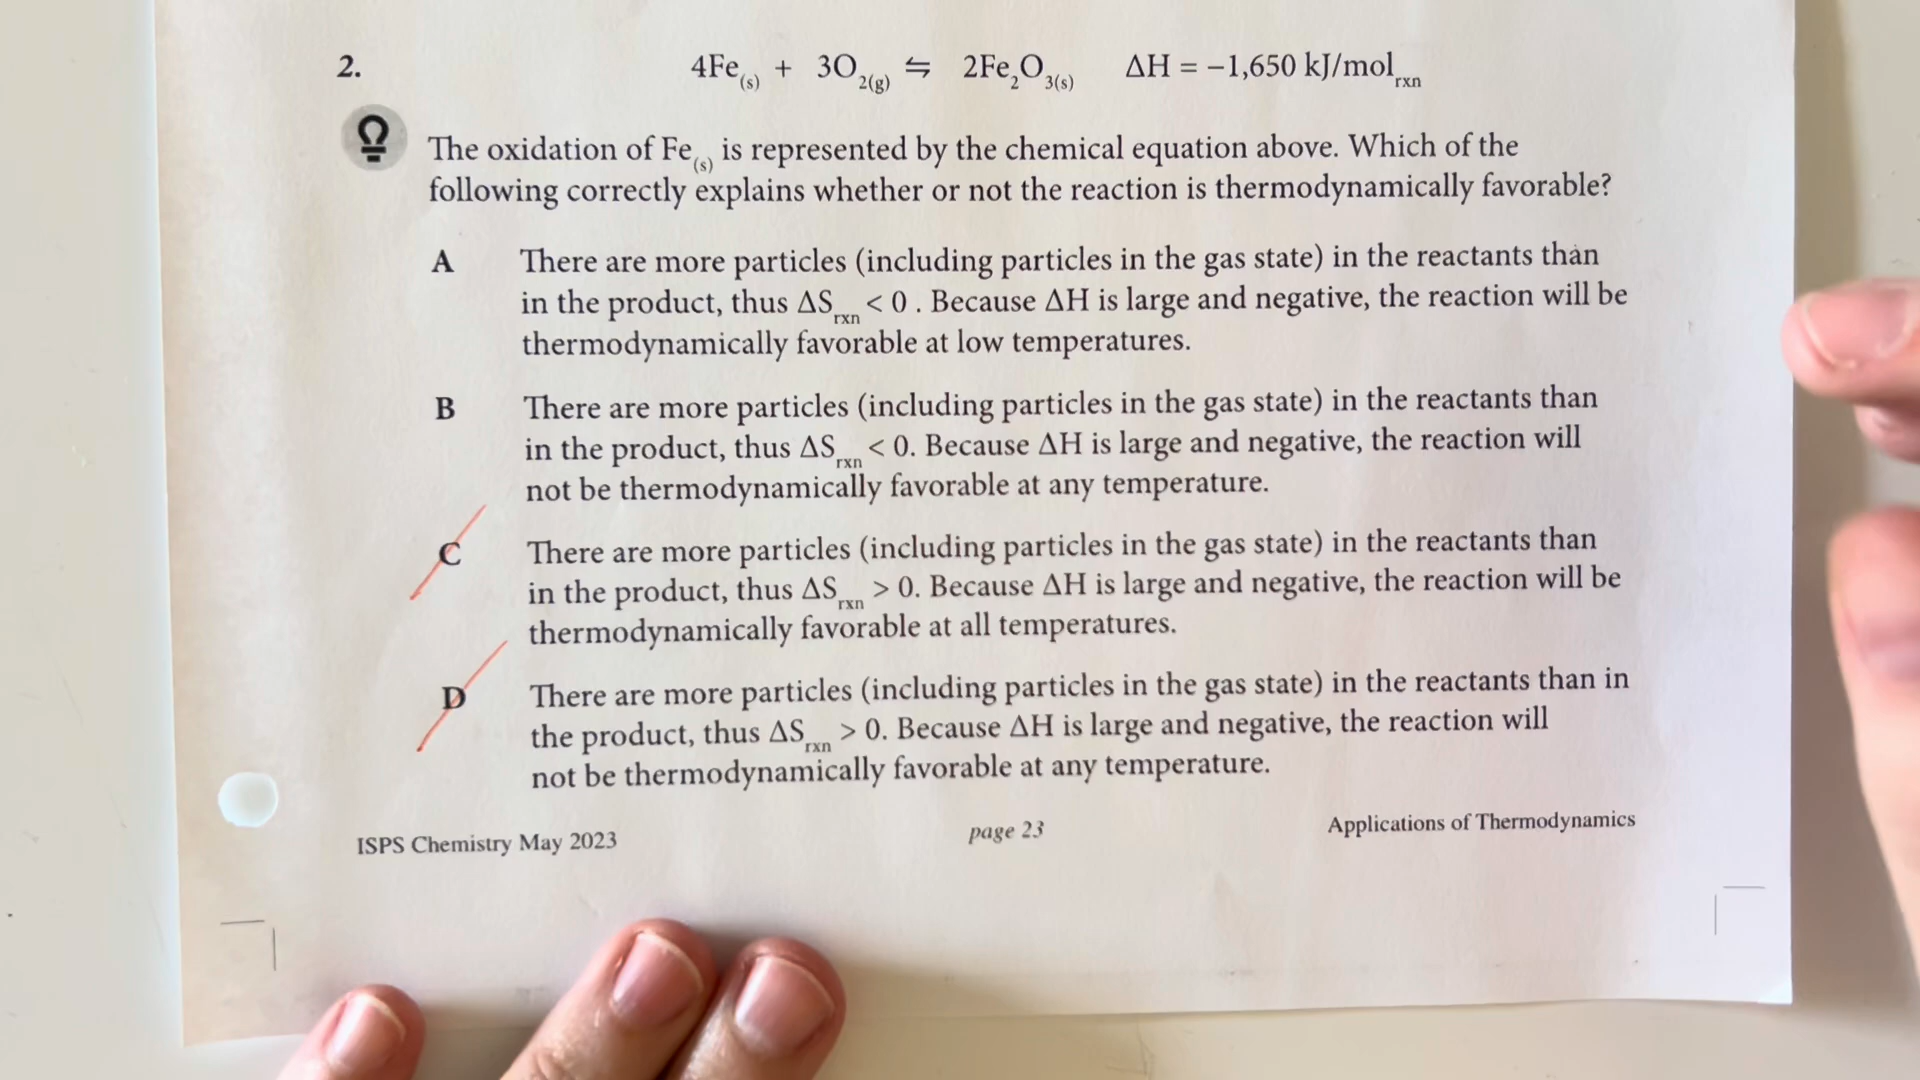 2. 4Fe(s) + 3O2(g) ⇋ 2Fe2O3(s) ΔH = −1,650 kJ/molrxn
The oxidation of Fe(s) is represented by the chemical equation above. Which of the
following correctly explains whether or not the reaction is thermodynamically favorable?
A There are more particles (including particles in the gas state) in the reactants than
in the product, thus ΔSrxn < 0 . Because ΔH is large and negative, the reaction will be
thermodynamically favorable at low temperatures.
B There are more particles (including particles in the gas state) in the reactants than
in the product, thus ΔSrxn < 0. Because ΔH is large and negative, the reaction will
not be thermodynamically favorable at any temperature.
C There are more particles (including particles in the gas state) in the reactants than
in the product, thus ΔSrxn > 0. Because ΔH is large and negative, the reaction will be
thermodynamically favorable at all temperatures.
D There are more particles (including particles in the gas state) in the reactants than in
the product, thus ΔSrxn > 0. Because ΔH is large and negative, the reaction will
not be thermodynamically favorable at any temperature.
ISPS Chemistry May 2023 page 23 Applications of Thermodynamics